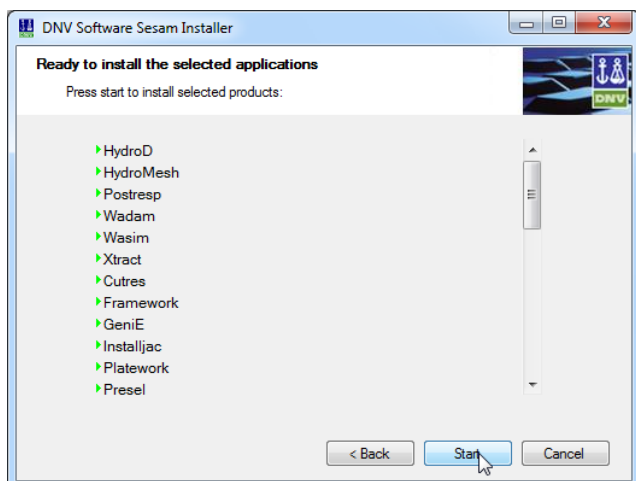 DNV Software Sesam Installer
Ready to install the selected applications
Press start to install selected products:
DNV
HydroD
HydroMesh
Postresp
Wadam
Wasim
Xtract
Cutres
Framework
GeniE
Installjac
Platework
Presel
< Back Start Cancel